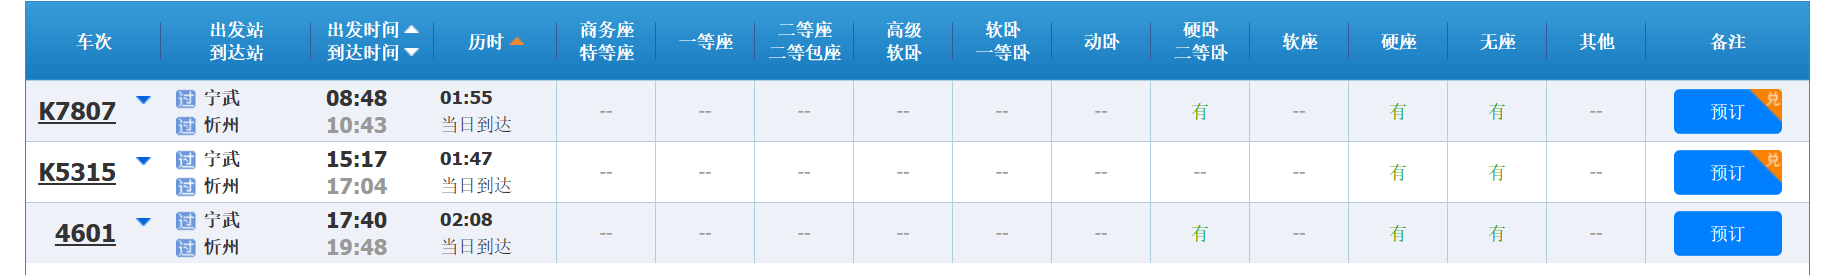 车次 出发站 出发时间 历时 商务座 一等座 二等座 高级 软卧 动卧 硬卧 软座 硬座 无座 其他 备注
到达站 到达时间 特等座 二等包座 软卧 一等卧 二等卧
K7807 过 宁武 08:48 01:55 -- -- -- -- -- -- 有 -- 有 有 -- 预订 兑
过 忻州 10:43 当日到达
K5315 过 宁武 15:17 01:47 -- -- -- -- -- -- -- -- 有 有 -- 预订 兑
过 忻州 17:04 当日到达
4601 过 宁武 17:40 02:08 -- -- -- -- -- -- 有 -- 有 有 -- 预订
过 忻州 19:48 当日到达